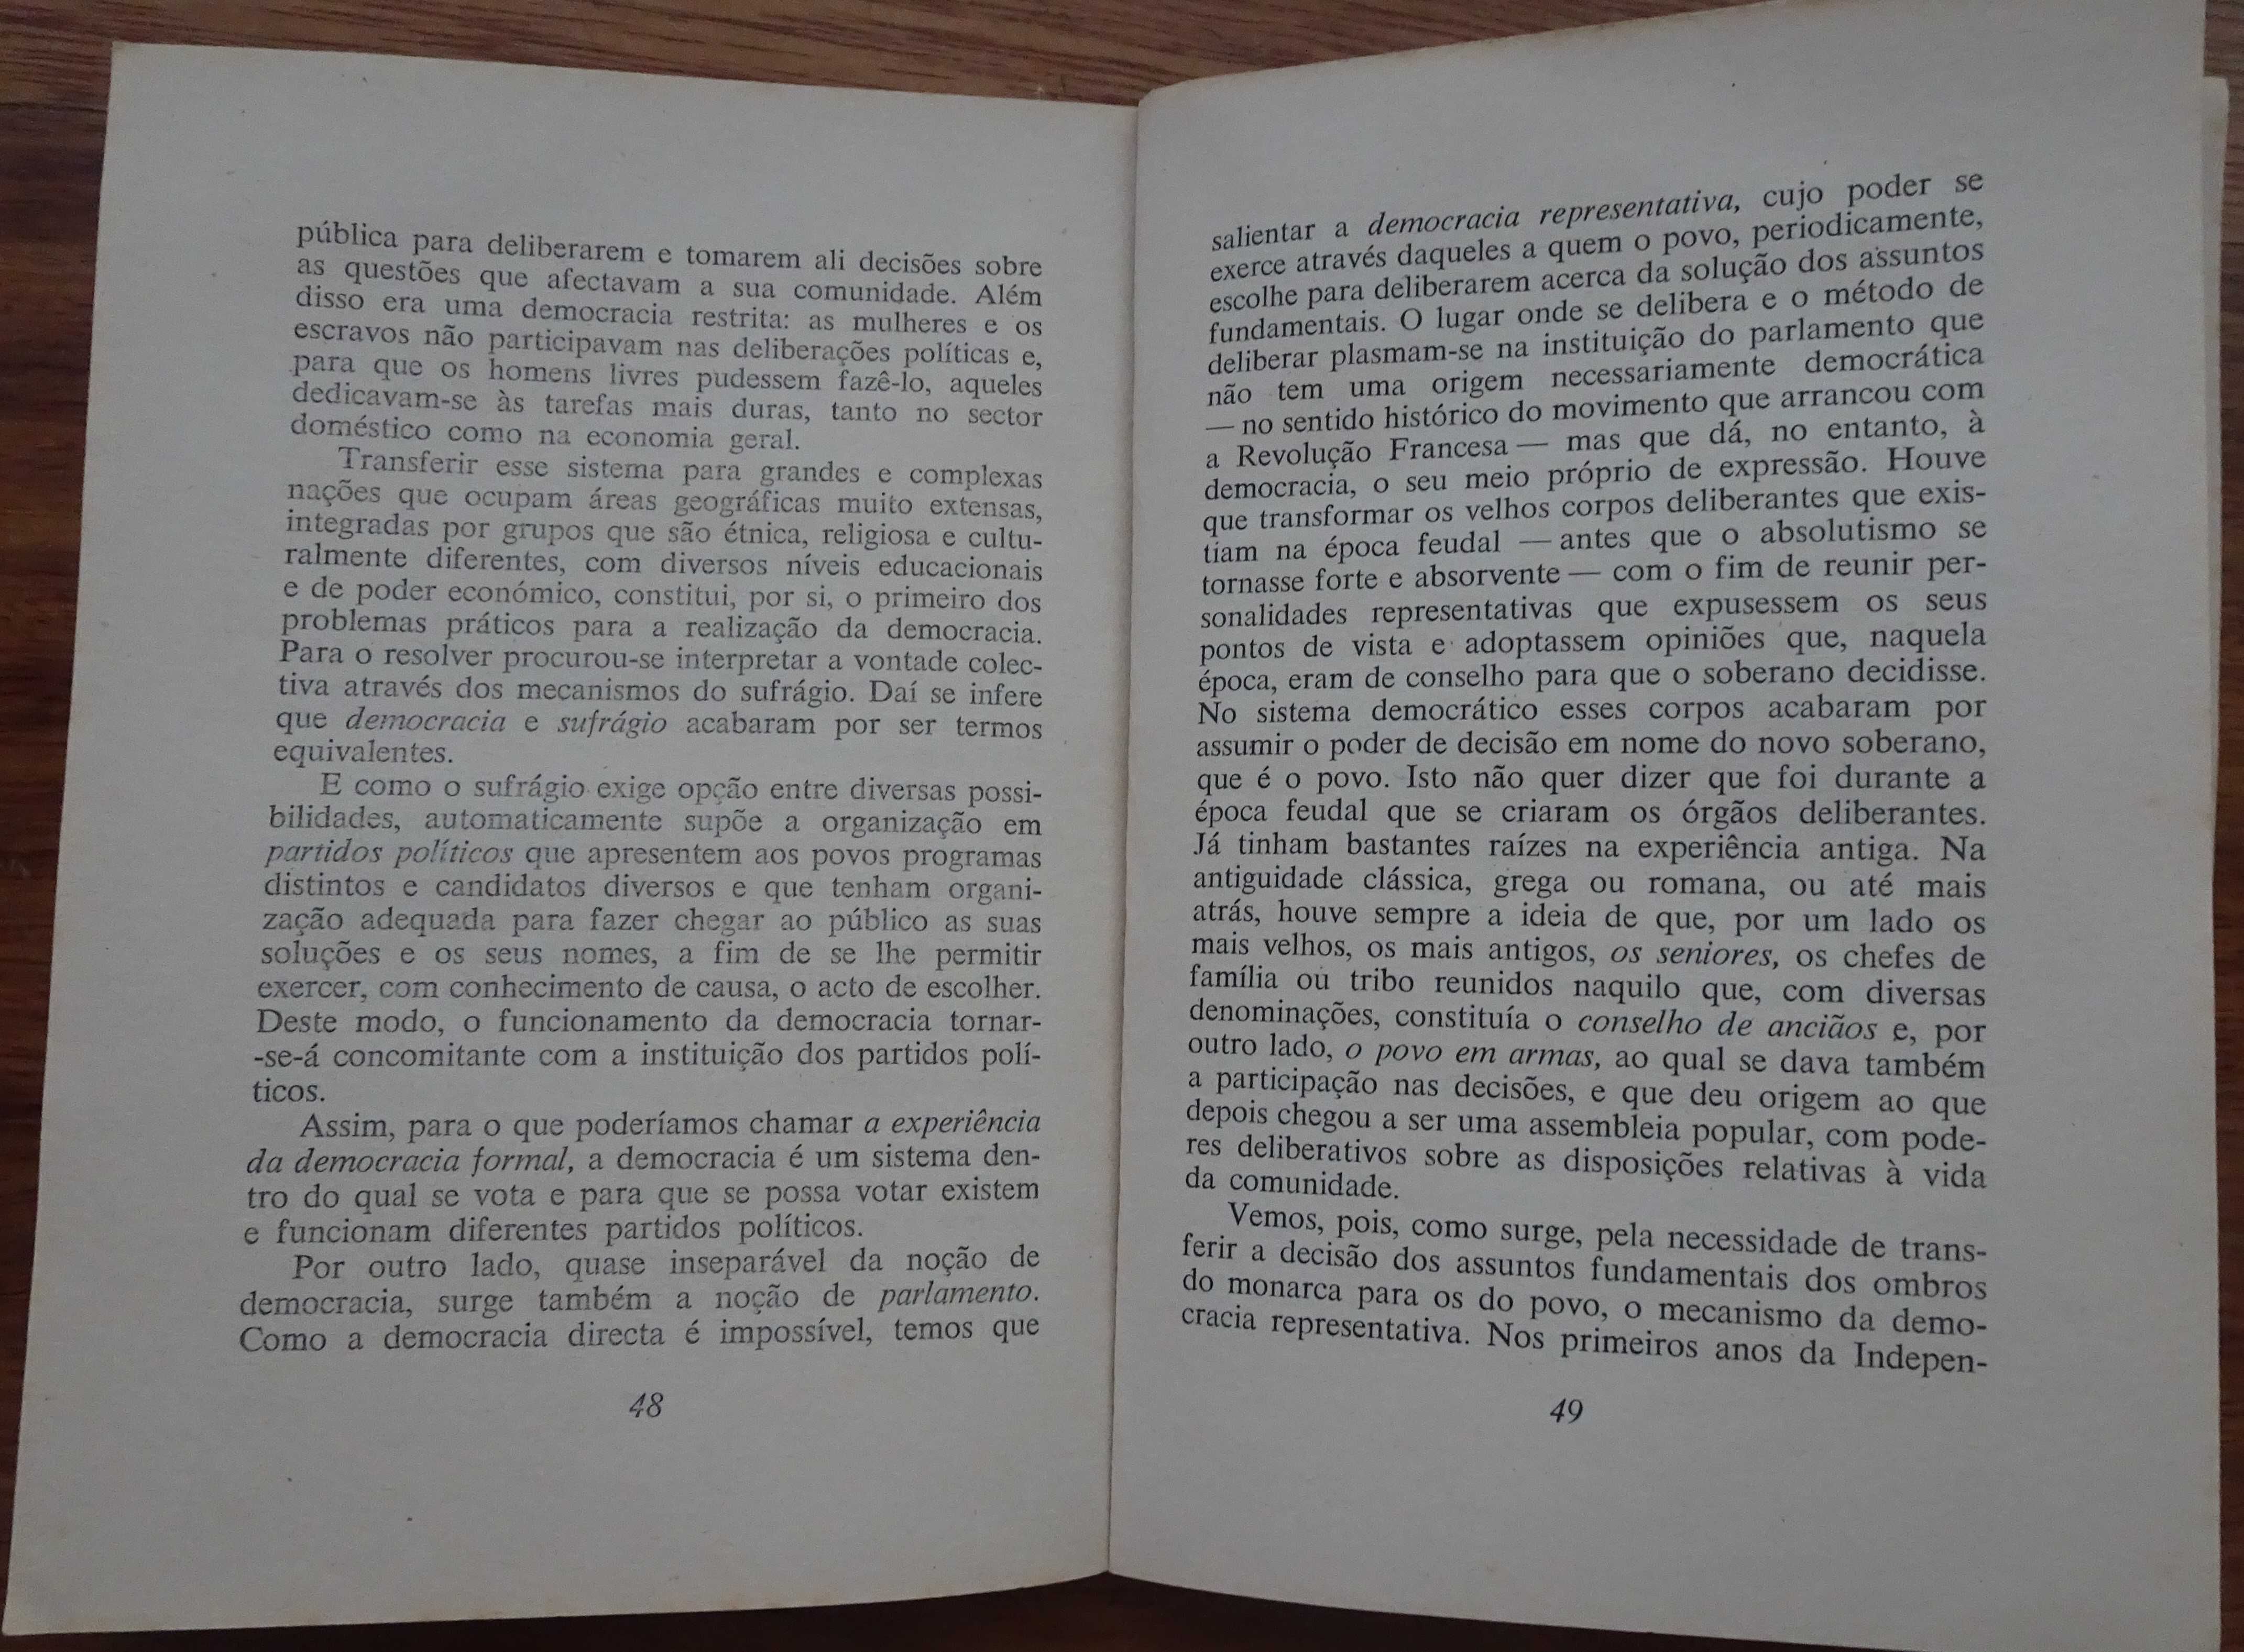 pública para deliberarem e tomarem ali decisões sobre
as questões que afectavam a sua comunidade. Além
disso era uma democracia restrita: as mulheres e os
escravos não participavam nas deliberações políticas e,
para que os homens livres pudessem fazê-lo, aqueles
dedicavam-se às tarefas mais duras, tanto no sector
doméstico como na economia geral.
Transferir esse sistema para grandes e complexas
nações que ocupam áreas geográficas muito extensas,
integradas por grupos que são étnica, religiosa e cultu-
ralmente diferentes, com diversos níveis educacionais
e de poder económico, constitui, por si, o primeiro dos
problemas práticos para a realização da democracia.
Para o resolver procurou-se interpretar a vontade colec-
tiva através dos mecanismos do sufrágio. Daí se infere
que democracia e sufrágio acabaram por ser termos
equivalentes.
E como o sufrágio exige opção entre diversas possi-
bilidades, automaticamente supõe a organização em
partidos políticos que apresentem aos povos programas
distintos e candidatos diversos e que tenham organi-
zação adequada para fazer chegar ao público as suas
soluções e os seus nomes, a fim de se lhe permitir
exercer, com conhecimento de causa, o acto de escolher.
Deste modo, o funcionamento da democracia tornar-
-se-á concomitante com a instituição dos partidos polí-
ticos.
Assim, para o que poderíamos chamar a experiência
da democracia formal, a democracia é um sistema den-
tro do qual se vota e para que se possa votar existem
e funcionam diferentes partidos políticos.
Por outro lado, quase inseparável da noção de
democracia, surge também a noção de parlamento.
Como a democracia directa é impossível, temos que
48
salientar a democracia representativa, cujo poder se
exerce através daqueles a quem o povo, periodicamente,
escolhe para deliberarem acerca da solução dos assuntos
fundamentais. O lugar onde se delibera e o método de
deliberar plasmam-se na instituição do parlamento que
não tem uma origem necessariamente democrática
— no sentido histórico do movimento que arrancou com
a Revolução Francesa — mas que dá, no entanto, à
democracia, o seu meio próprio de expressão. Houve
que transformar os velhos corpos deliberantes que exis-
tiam na época feudal — antes que o absolutismo se
tornasse forte e absorvente — com o fim de reunir per-
sonalidades representativas que expusessem os seus
pontos de vista e adoptassem opiniões que, naquela
época, eram de conselho para que o soberano decidisse.
No sistema democrático esses corpos acabaram por
assumir o poder de decisão em nome do novo soberano,
que é o povo. Isto não quer dizer que foi durante a
época feudal que se criaram os órgãos deliberantes.
Já tinham bastantes raízes na experiência antiga. Na
antiguidade clássica, grega ou romana, ou até mais
atrás, houve sempre a ideia de que, por um lado os
mais velhos, os mais antigos, os seniores, os chefes de
família ou tribo reunidos naquilo que, com diversas
denominações, constituía o conselho de anciãos e, por
outro lado, o povo em armas, ao qual se dava também
a participação nas decisões, e que deu origem ao que
depois chegou a ser uma assembleia popular, com pode-
res deliberativos sobre as disposições relativas à vida
da comunidade.
Vemos, pois, como surge, pela necessidade de trans-
ferir a decisão dos assuntos fundamentais dos ombros
do monarca para os do povo, o mecanismo da demo-
cracia representativa. Nos primeiros anos da Indepen-
49